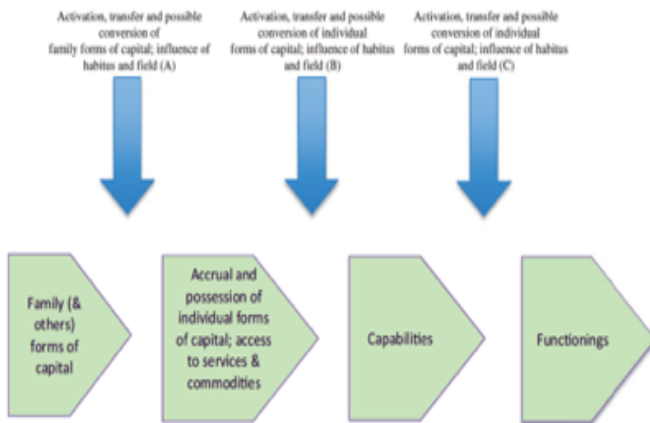 Activation, transfer and possible
conversion of
family forms of capital; influence of
habitus and field (A)
Activation, transfer and possible
conversion of individual
forms of capital; influence of habitus
and field (B)
Activation, transfer and possible
conversion of individual
forms of capital; influence of habitus
and field (C)
Family (&
others)
forms of
capital
Accrual and
possession of
individual forms
of capital; access
to services &
commodities
Capabilities
Functionings